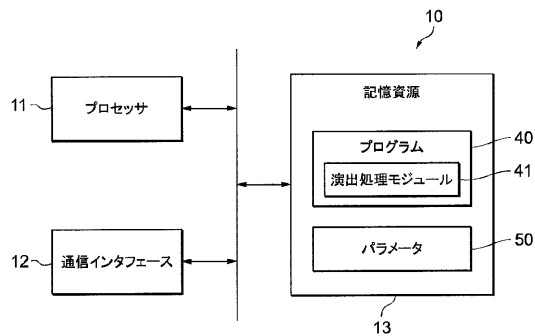 10
11
プロセッサ
12
通信インタフェース
記憶資源
プログラム
40
演出処理モジュール
41
パラメータ
50
13